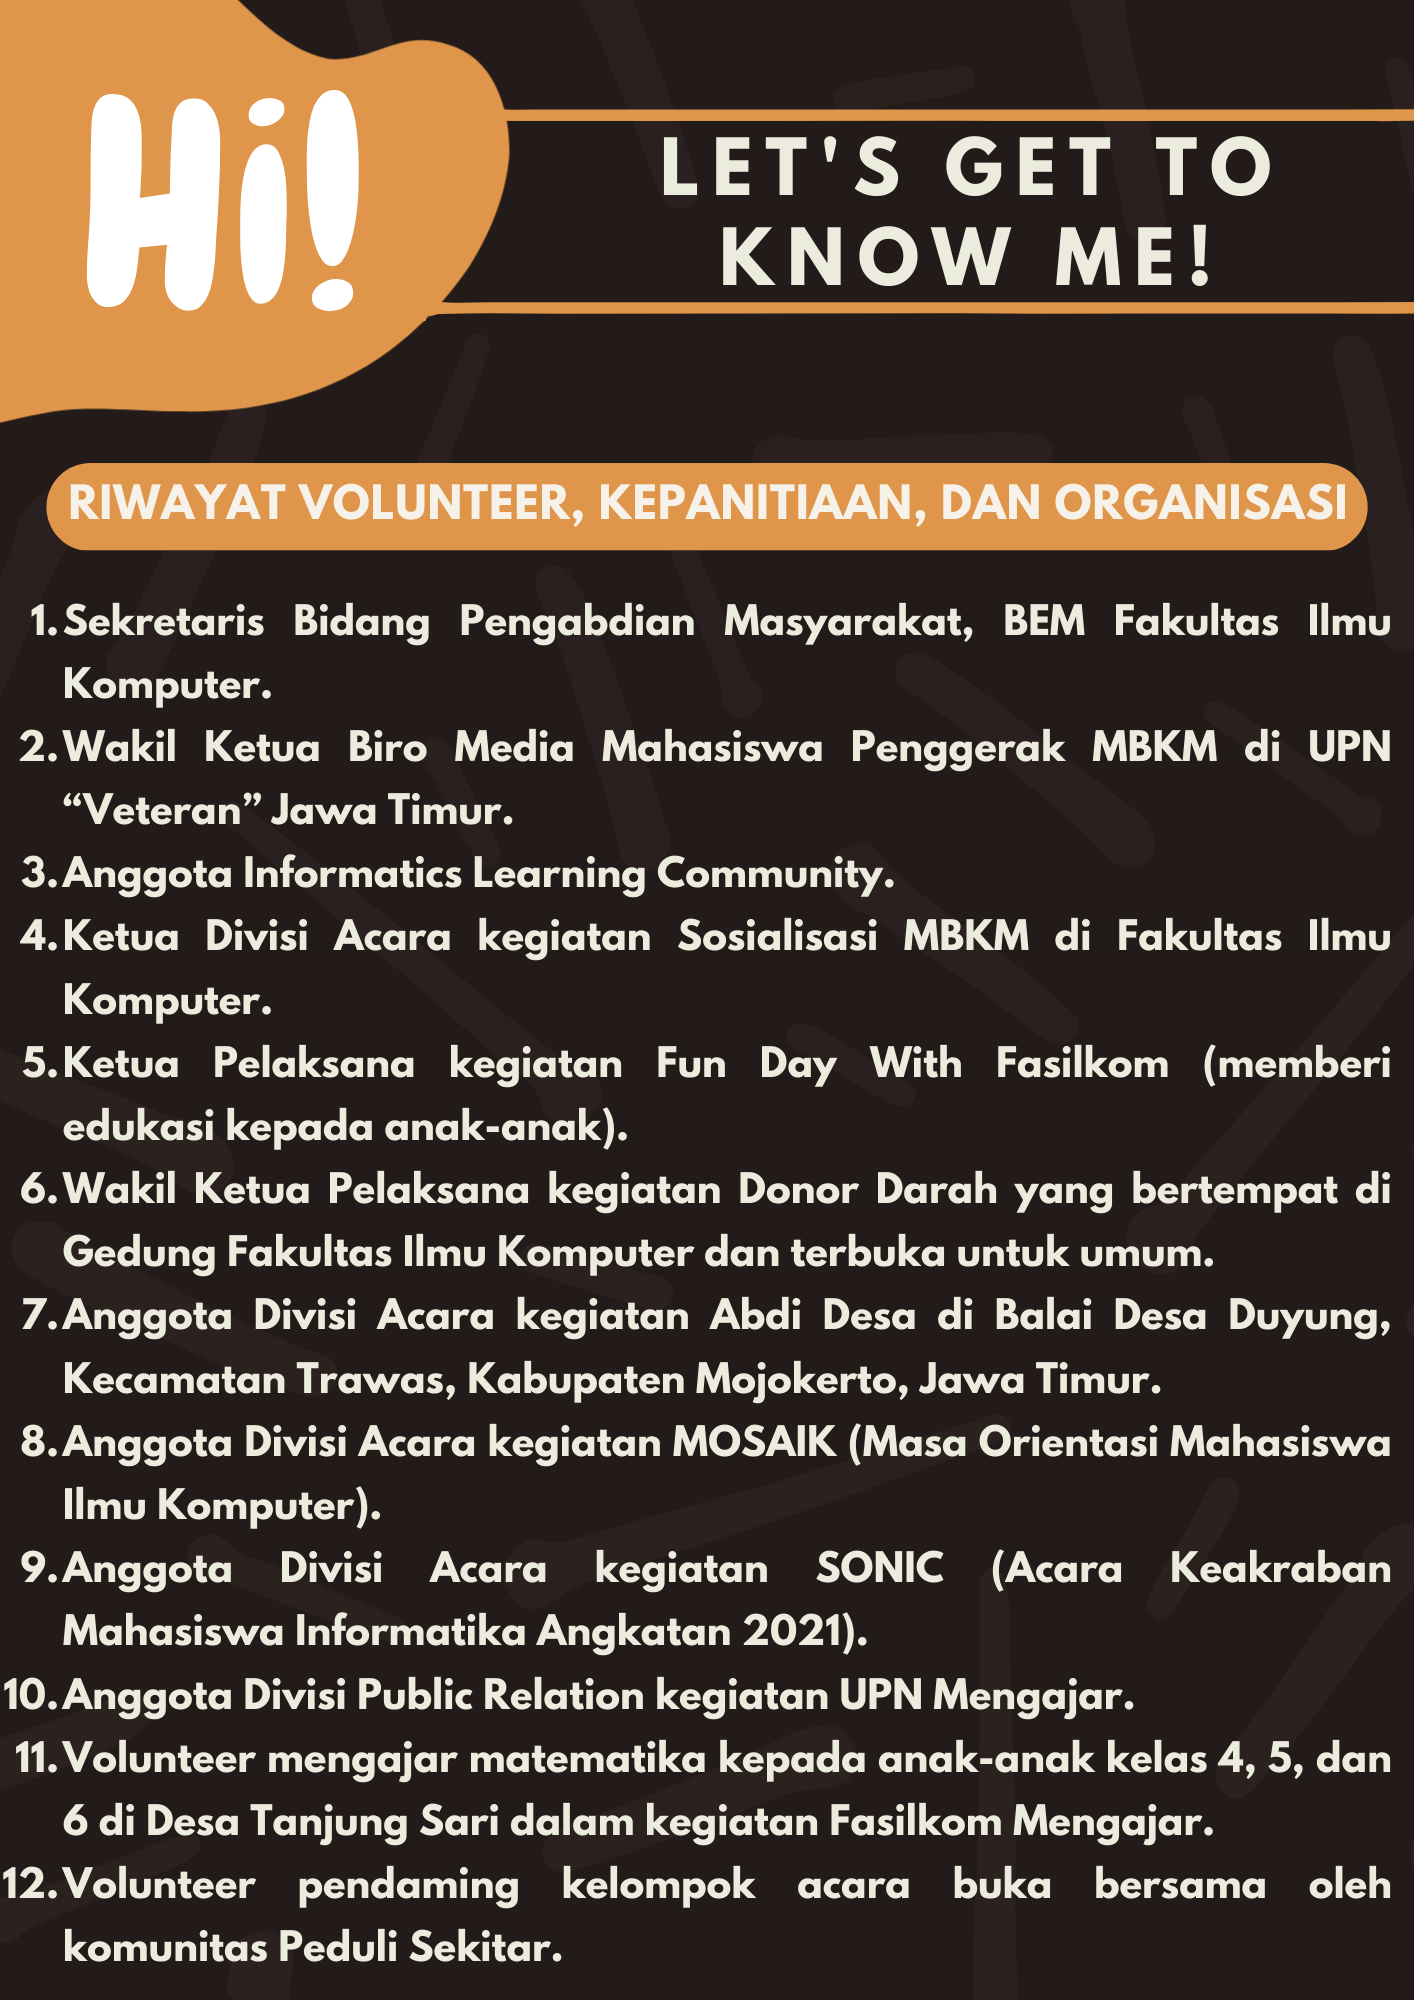 Hi!
LET'S GET TO
KNOW ME!
RIWAYAT VOLUNTEER, KEPANITIAAN, DAN ORGANISASI
1. Sekretaris Bidang Pengabdian Masyarakat, BEM Fakultas Ilmu
Komputer.
2. Wakil Ketua Biro Media Mahasiswa Penggerak MBKM di UPN
“Veteran” Jawa Timur.
3. Anggota Informatics Learning Community.
4. Ketua Divisi Acara kegiatan Sosialisasi MBKM di Fakultas Ilmu
Komputer.
5. Ketua Pelaksana kegiatan Fun Day With Fasilkom (memberi
edukasi kepada anak-anak).
6. Wakil Ketua Pelaksana kegiatan Donor Darah yang bertempat di
Gedung Fakultas Ilmu Komputer dan terbuka untuk umum.
7. Anggota Divisi Acara kegiatan Abdi Desa di Balai Desa Duyung,
Kecamatan Trawas, Kabupaten Mojokerto, Jawa Timur.
8. Anggota Divisi Acara kegiatan MOSAIK (Masa Orientasi Mahasiswa
Ilmu Komputer).
9. Anggota Divisi Acara kegiatan SONIC (Acara Keakraban
Mahasiswa Informatika Angkatan 2021).
10. Anggota Divisi Public Relation kegiatan UPN Mengajar.
11. Volunteer mengajar matematika kepada anak-anak kelas 4, 5, dan
6 di Desa Tanjung Sari dalam kegiatan Fasilkom Mengajar.
12. Volunteer pendaming kelompok acara buka bersama oleh
komunitas Peduli Sekitar.